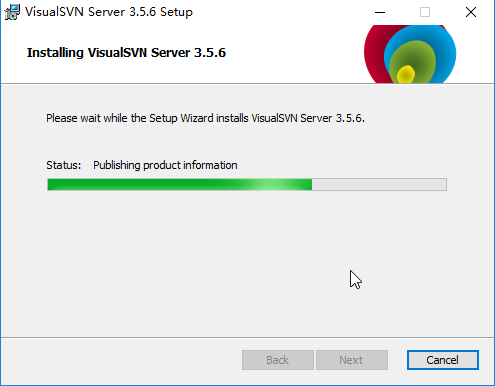 VisualSVN Server 3.5.6 Setup
Installing VisualSVN Server 3.5.6
Please wait while the Setup Wizard installs VisualSVN Server 3.5.6.
Status: Publishing product information
Back Next Cancel